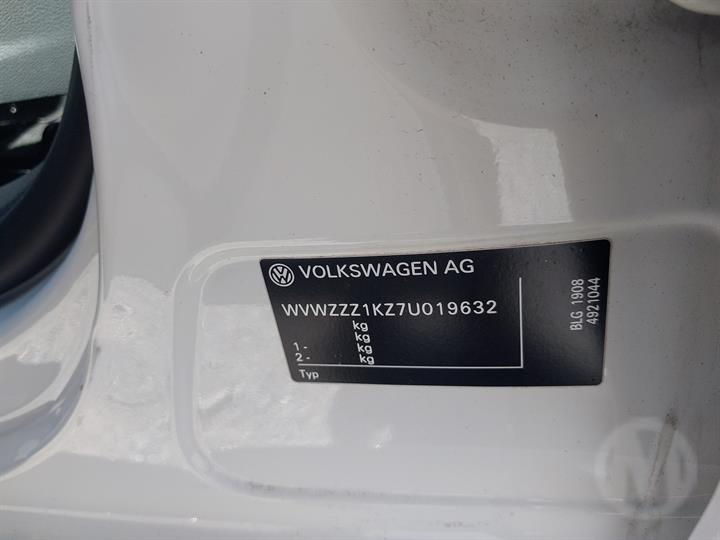 VOLKSWAGEN AG
WVWZZZ1KZ7U019632
kg
kg
1 - kg
2 - kg
Typ
BLG 1908
4921044